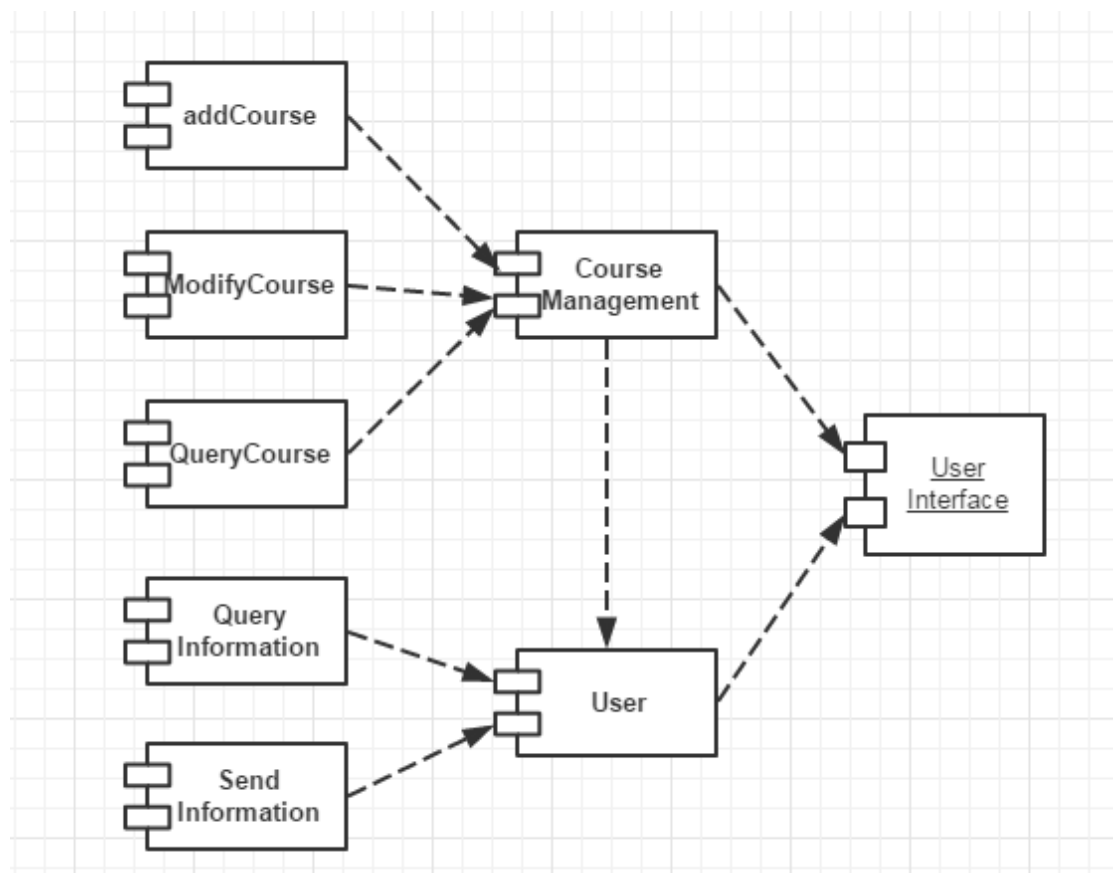 addCourse
ModifyCourse
QueryCourse
Query
Information
Send
Information
Course
Management
User
User
Interface